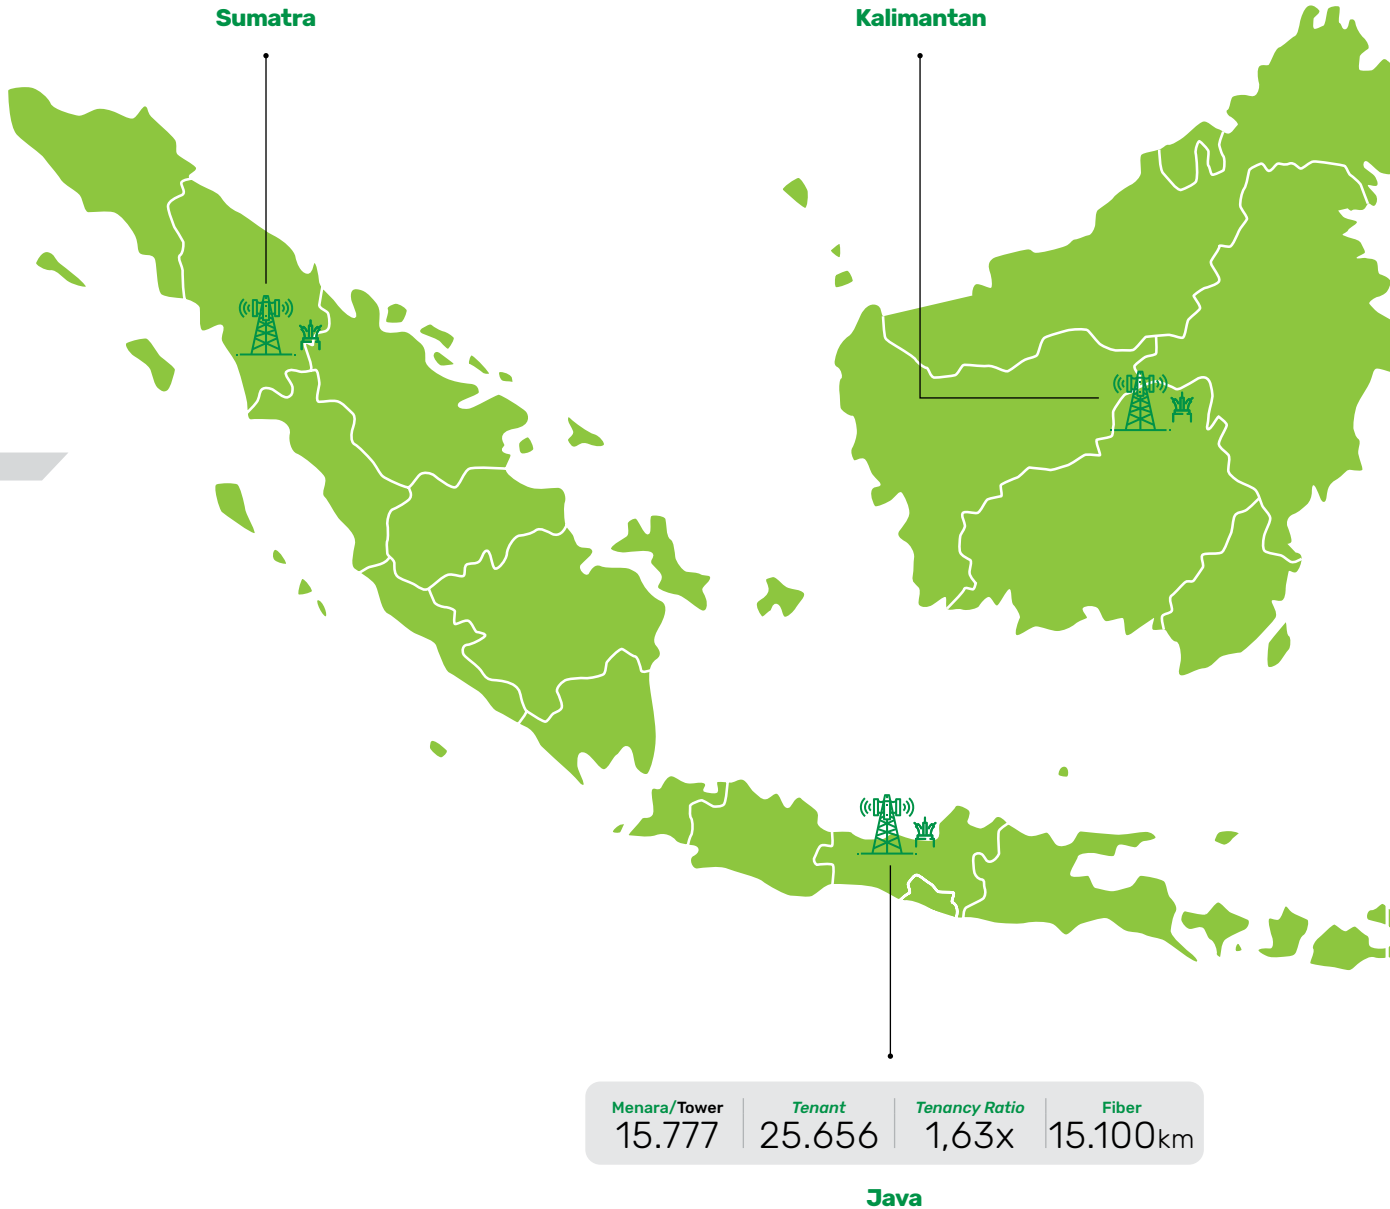 Sumatra
Kalimantan
Menara/Tower
15.777
Tenant
25.656
Tenancy Ratio
1,63x
Fiber
15.100km
Java